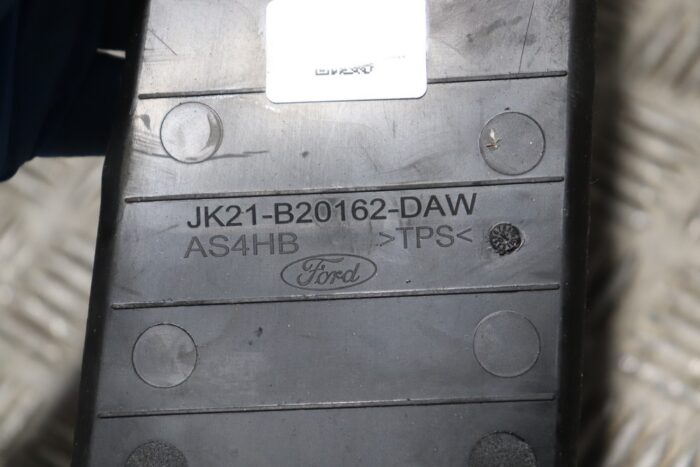 JK21-B20162-DAW
AS4HB >TPS<
Ford